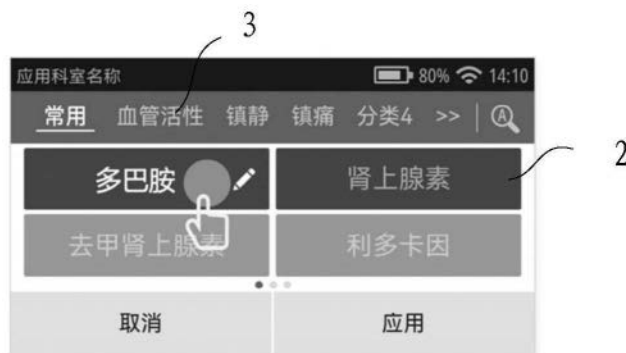 3
应用科室名称 80% 14:10
常用 血管活性 镇静 镇痛 分类4 >> A
多巴胺 肾上腺素 2
去甲肾上腺素 利多卡因
取消 应用